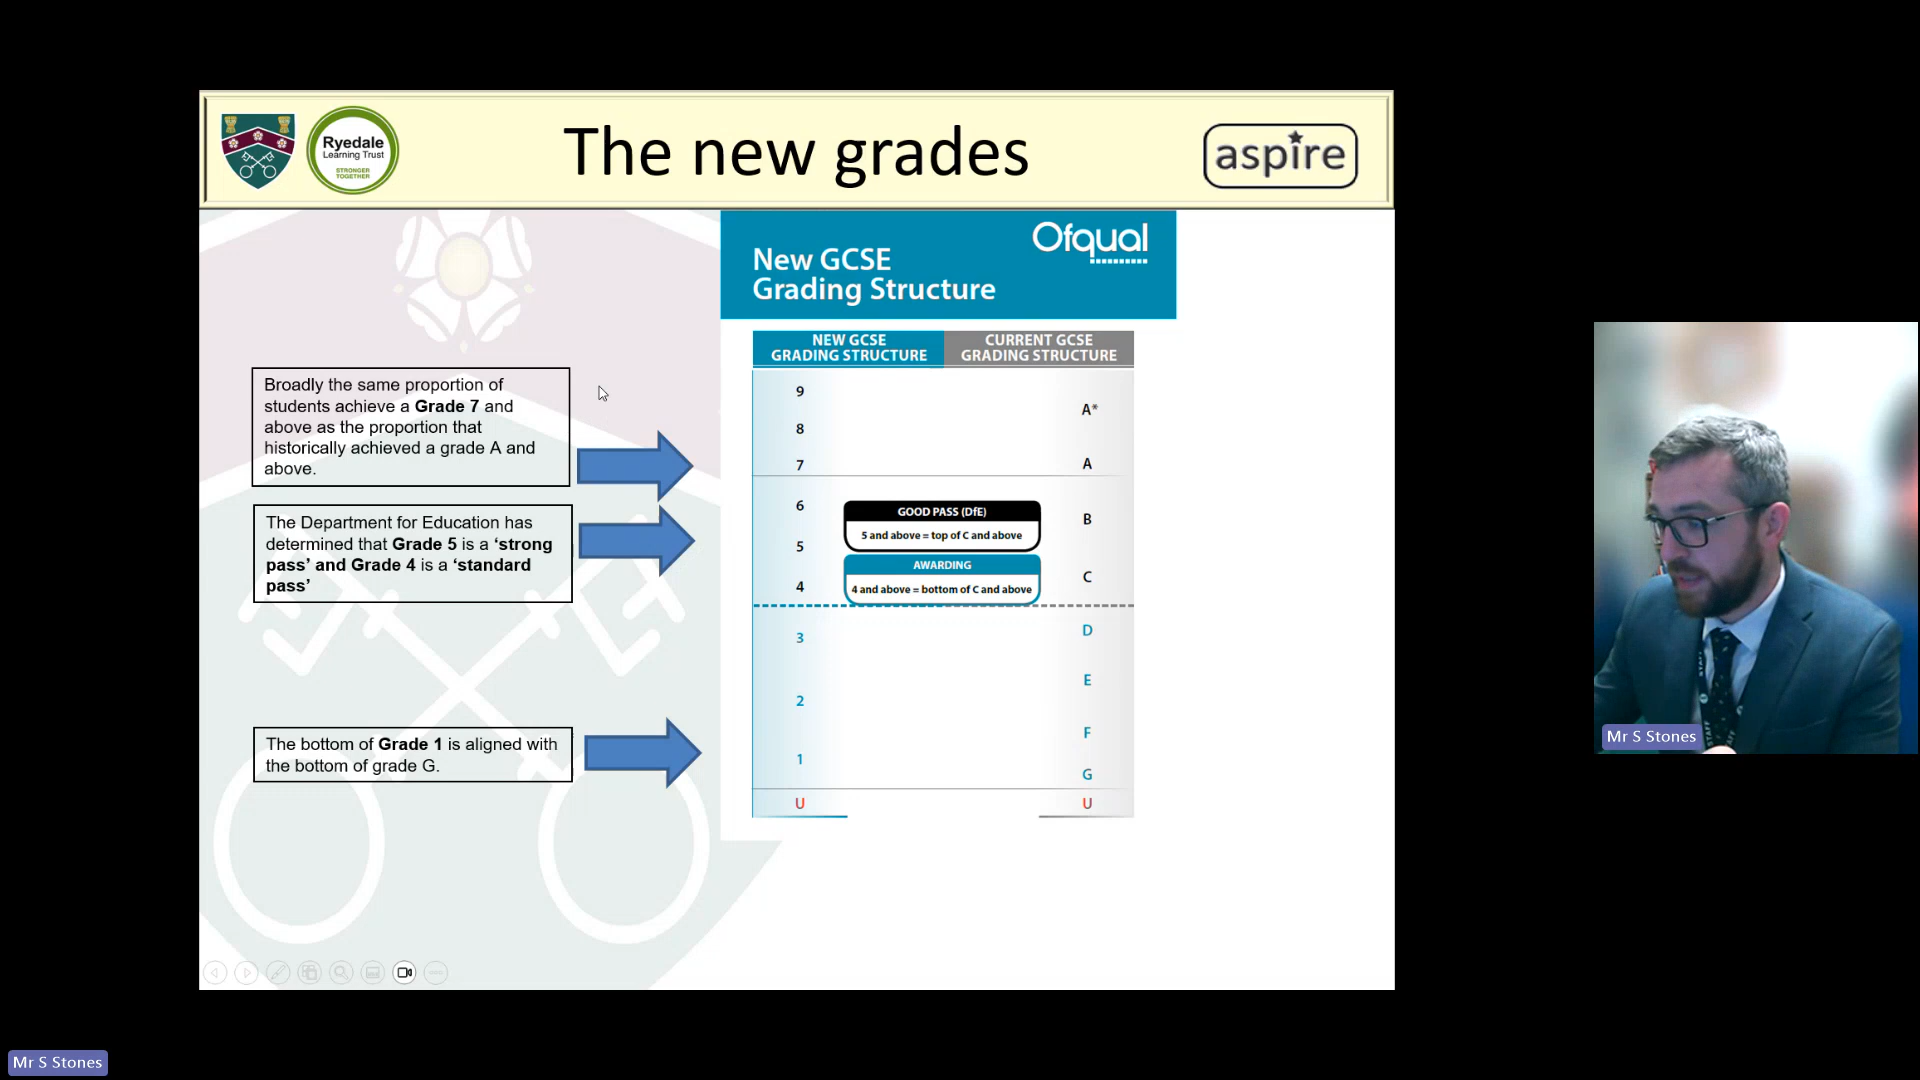 Ryedale
Learning Trust
STRONGER
TOGETHER
The new grades
aspire
Ofqual
New GCSE
Grading Structure
NEW GCSE
GRADING STRUCTURE
CURRENT GCSE
GRADING STRUCTURE
Broadly the same proportion of
students achieve a Grade 7 and
above as the proportion that
historically achieved a grade A and
above.
The Department for Education has
determined that Grade 5 is a ‘strong
pass’ and Grade 4 is a ‘standard
pass’
The bottom of Grade 1 is aligned with
the bottom of grade G.
9
8
7
6
5
4
3
2
1
U
GOOD PASS (DfE)
5 and above = top of C and above
AWARDING
4 and above = bottom of C and above
A*
A
B
C
D
E
F
G
U
Mr S Stones
Mr S Stones